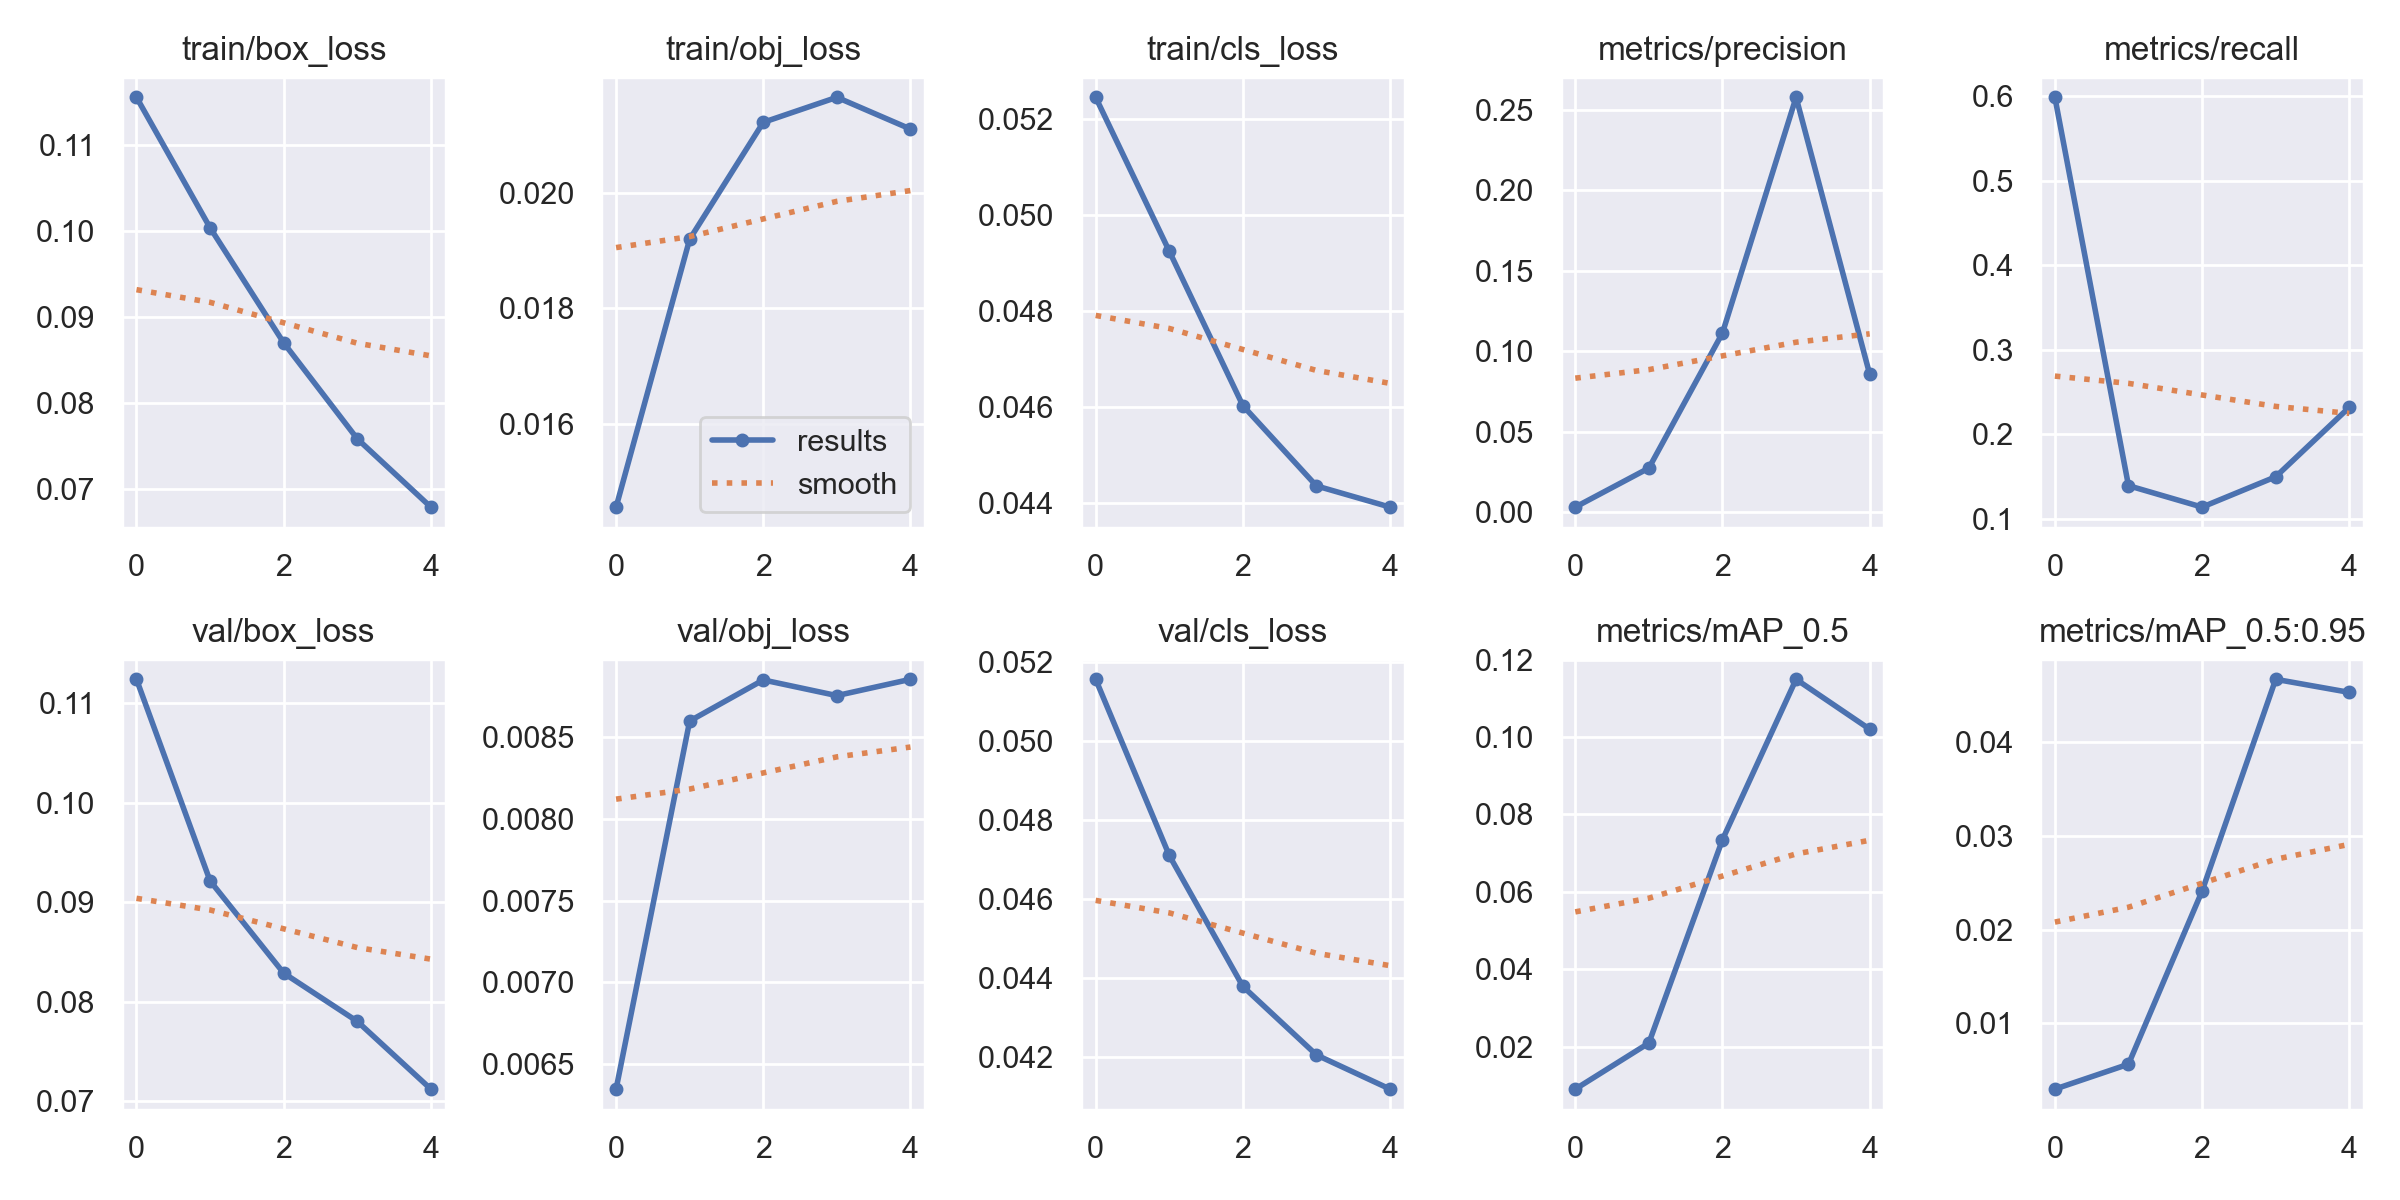 train/box_loss
0.11
0.10
0.09
0.08
0.07
0 2 4
train/obj_loss
0.020
0.018
0.016
results
smooth
0 2 4
train/cls_loss
0.052
0.050
0.048
0.046
0.044
0 2 4
metrics/precision
0.25
0.20
0.15
0.10
0.05
0.00
0 2 4
metrics/recall
0.6
0.5
0.4
0.3
0.2
0.1
0 2 4
val/box_loss
0.11
0.10
0.09
0.08
0.07
0 2 4
val/obj_loss
0.0085
0.0080
0.0075
0.0070
0.0065
0 2 4
val/cls_loss
0.052
0.050
0.048
0.046
0.044
0.042
0 2 4
metrics/mAP_0.5
0.12
0.10
0.08
0.06
0.04
0.02
0 2 4
metrics/mAP_0.5:0.95
0.04
0.03
0.02
0.01
0 2 4